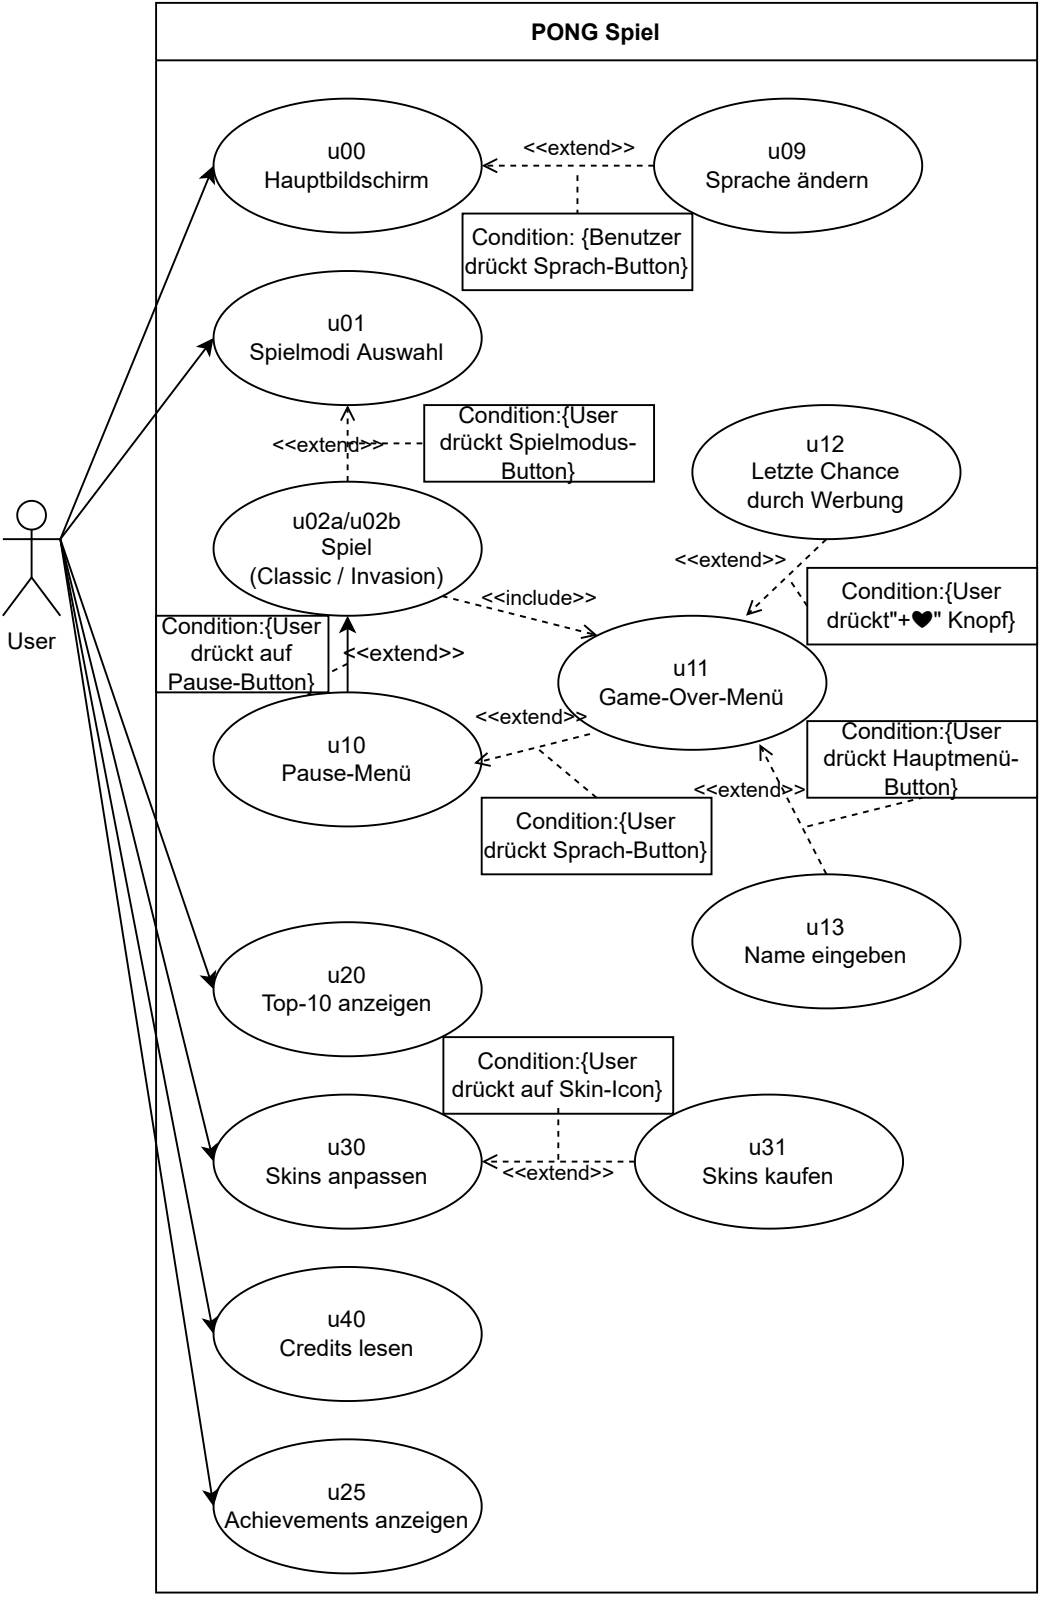 PONG Spiel
u00
Hauptbildschirm
<<extend>>
u09
Sprache ändern
Condition: {Benutzer
drückt Sprach-Button}
u01
Spielmodi Auswahl
<<extend>>
Condition:{User
drückt Spielmodus-
Button}
u12
Letzte Chance
durch Werbung
u02a/u02b
Spiel
(Classic / Invasion)
<<extend>>
Condition:{User
drückt"+♥" Knopf}
<<include>>
User
Condition:{User
drückt auf
Pause-Button}
<<extend>>
u11
Game-Over-Menü
u10
Pause-Menü
<<extend>>
Condition:{User
drückt Hauptmenü-
Button}
<<extend>>
Condition:{User
drückt Sprach-Button}
u13
Name eingeben
u20
Top-10 anzeigen
Condition:{User
drückt auf Skin-Icon}
u30
Skins anpassen
<<extend>>
u31
Skins kaufen
u40
Credits lesen
u25
Achievements anzeigen